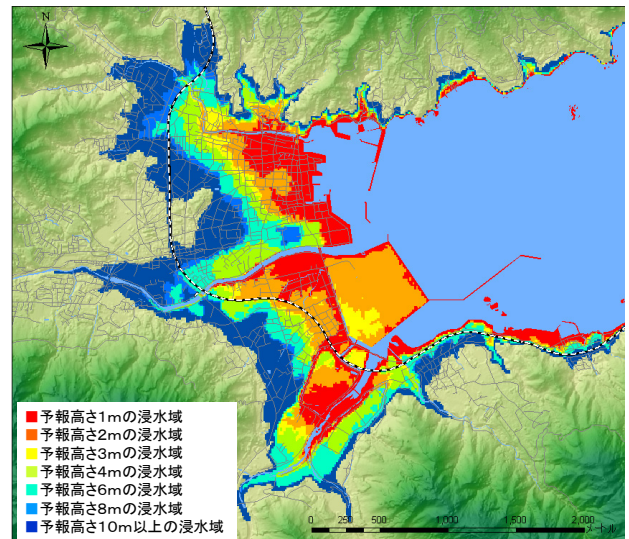 N
予報高さ1mの浸水域
予報高さ2mの浸水域
予報高さ3mの浸水域
予報高さ4mの浸水域
予報高さ6mの浸水域
予報高さ8mの浸水域
予報高さ10m以上の浸水域
0 250 500 1,000 1,500 2,000
メートル